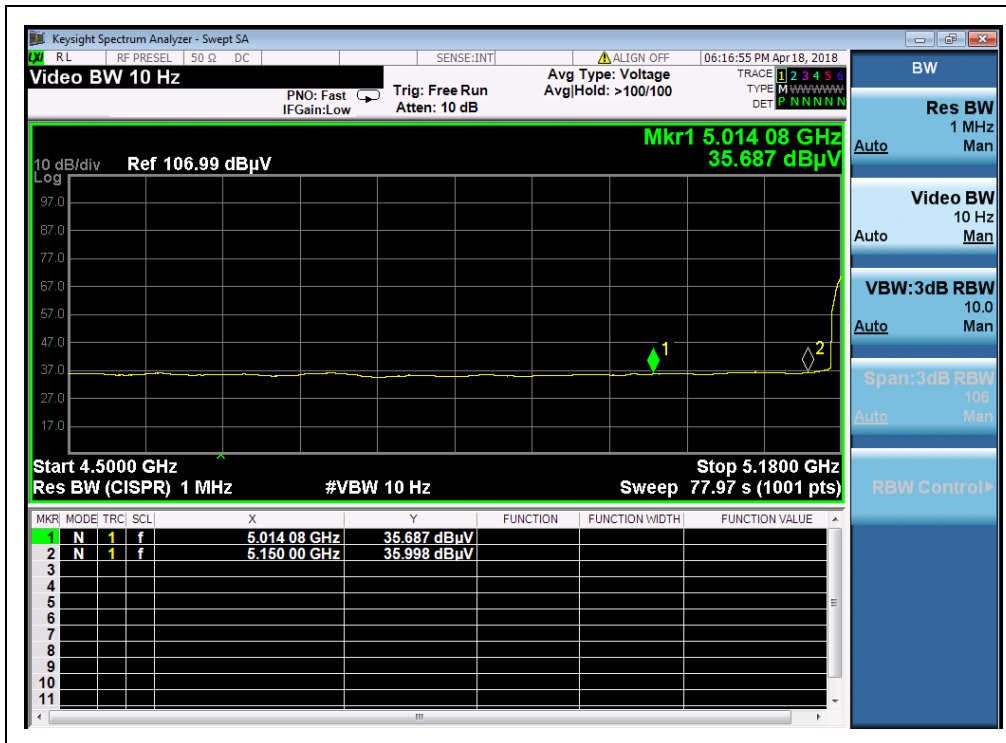 Keysight Spectrum Analyzer - Swept SA
LXI RL RF PRESEL 50 Ω DC SENSE:INT ALIGN OFF 06:16:55 PM Apr 18, 2018
Video BW 10 Hz
PNO: Fast
IFGain:Low
Trig: Free Run
Atten: 10 dB
Avg Type: Voltage
Avg|Hold: >100/100
TRACE 1 2 3 4 5 6
TYPE M WWWWW
DET P N N N N N
Mkr1 5.014 08 GHz
35.687 dBµV
10 dB/div Ref 106.99 dBµV
Log
97.0
87.0
77.0
67.0
57.0
47.0
37.0
27.0
17.0
1
2
Start 4.5000 GHz Stop 5.1800 GHz
Res BW (CISPR) 1 MHz #VBW 10 Hz Sweep 77.97 s (1001 pts)
MKR MODE TRC SCL X Y FUNCTION FUNCTION WIDTH FUNCTION VALUE
1 N 1 f 5.014 08 GHz 35.687 dBµV
2 N 1 f 5.150 00 GHz 35.998 dBµV
3
4
5
6
7
8
9
10
11
BW
Res BW
1 MHz
Auto Man
Video BW
10 Hz
Auto Man
VBW:3dB RBW
10.0
Auto Man
Span:3dB RBW
106
Auto Man
RBW Control